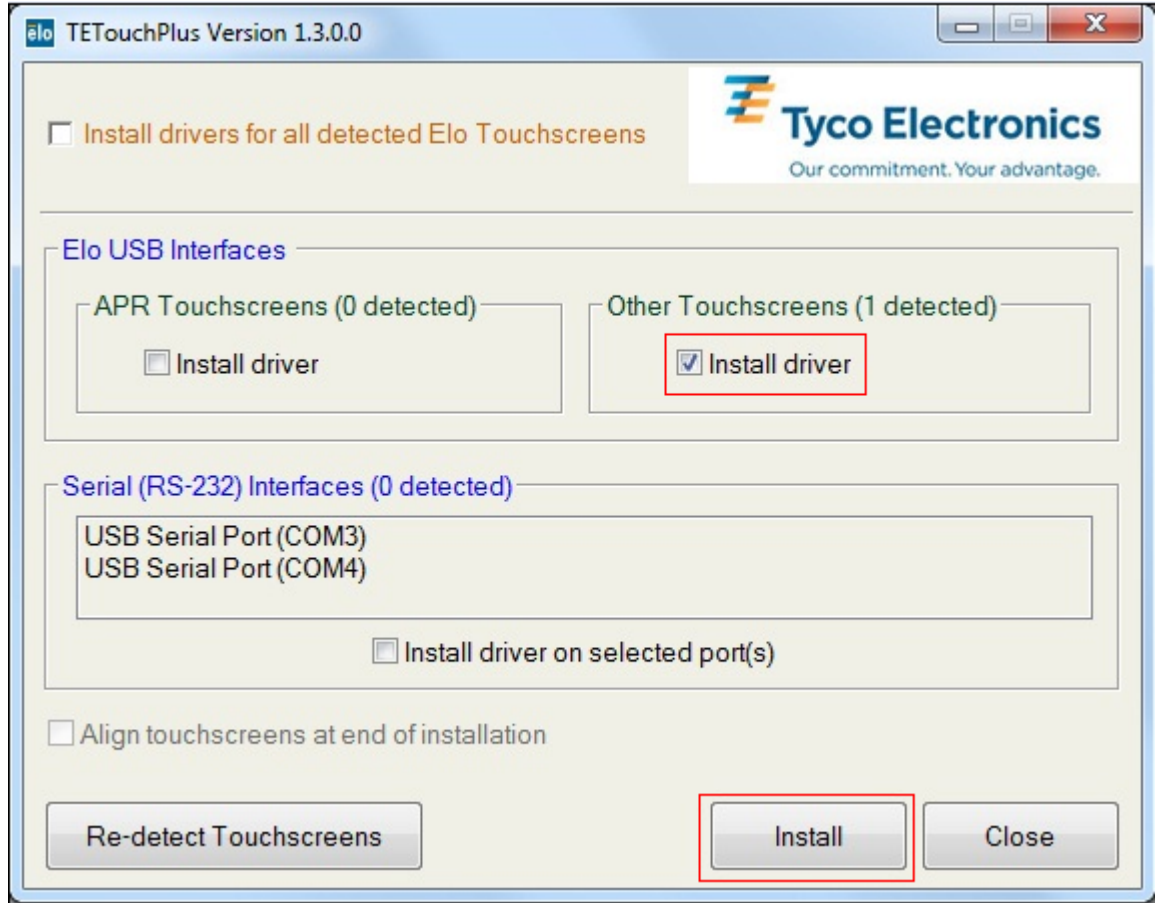 elo TETouchPlus Version 1.3.0.0
Install drivers for all detected Elo Touchscreens
Tyco Electronics
Our commitment. Your advantage.
Elo USB Interfaces
APR Touchscreens (0 detected)
Install driver
Other Touchscreens (1 detected)
Install driver
Serial (RS-232) Interfaces (0 detected)
USB Serial Port (COM3)
USB Serial Port (COM4)
Install driver on selected port(s)
Align touchscreens at end of installation
Re-detect Touchscreens
Install
Close